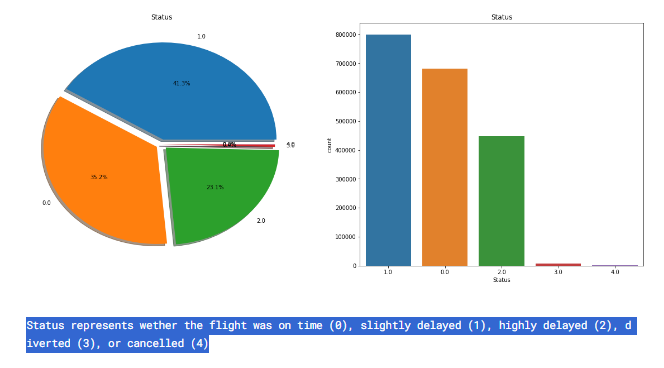 Status
1.0
41.3%
4.0
35.2%
23.1%
0.0
2.0
Status
800000
700000
600000
500000
400000
300000
200000
100000
0
count
1.0 0.0 2.0 3.0 4.0
Status
Status represents wether the flight was on time (0), slightly delayed (1), highly delayed (2), d
iverted (3), or cancelled (4)